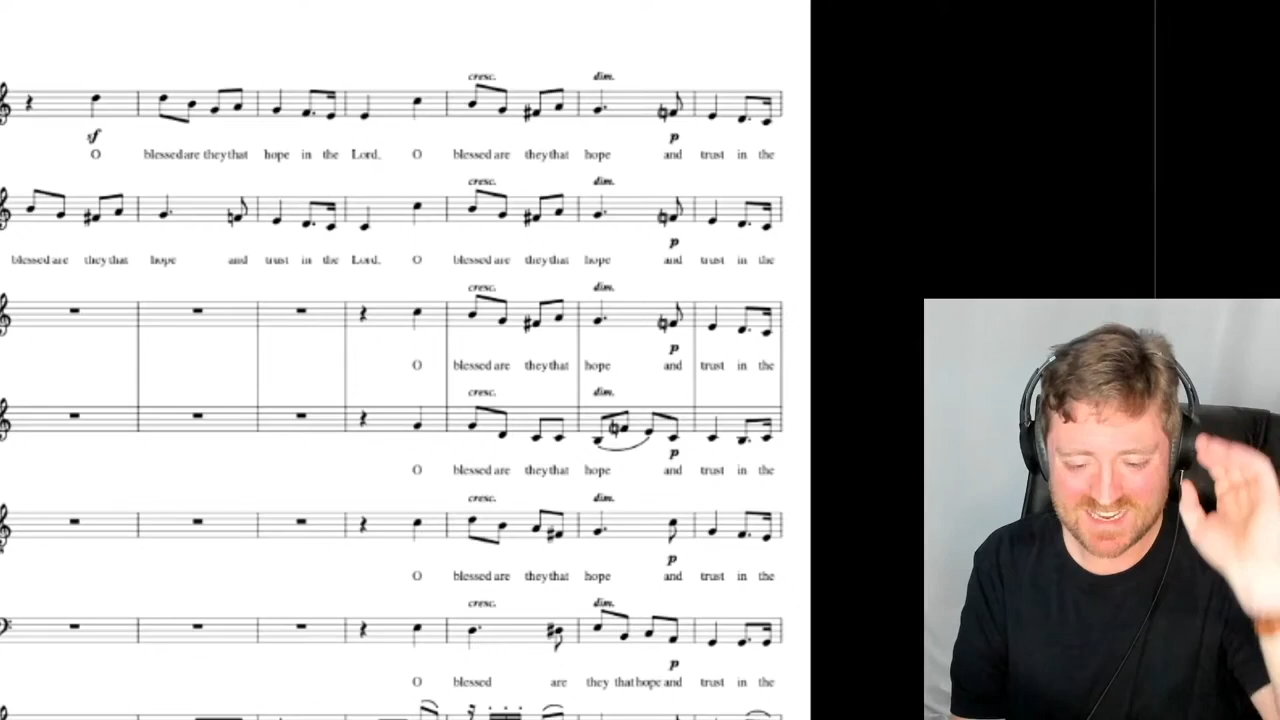 cresc. dim.
sf p
O blessed are they that hope in the Lord. O blessed are they that hope and trust in the
cresc. dim.
p
blessed are they that hope and trust in the Lord. O blessed are they that hope and trust in the
cresc. dim.
p
O blessed are they that hope and trust in the
cresc. dim.
p
O blessed are they that hope and trust in the
cresc. dim.
p
O blessed are they that hope and trust in the
cresc. dim.
p
O blessed are they that hope and trust in the